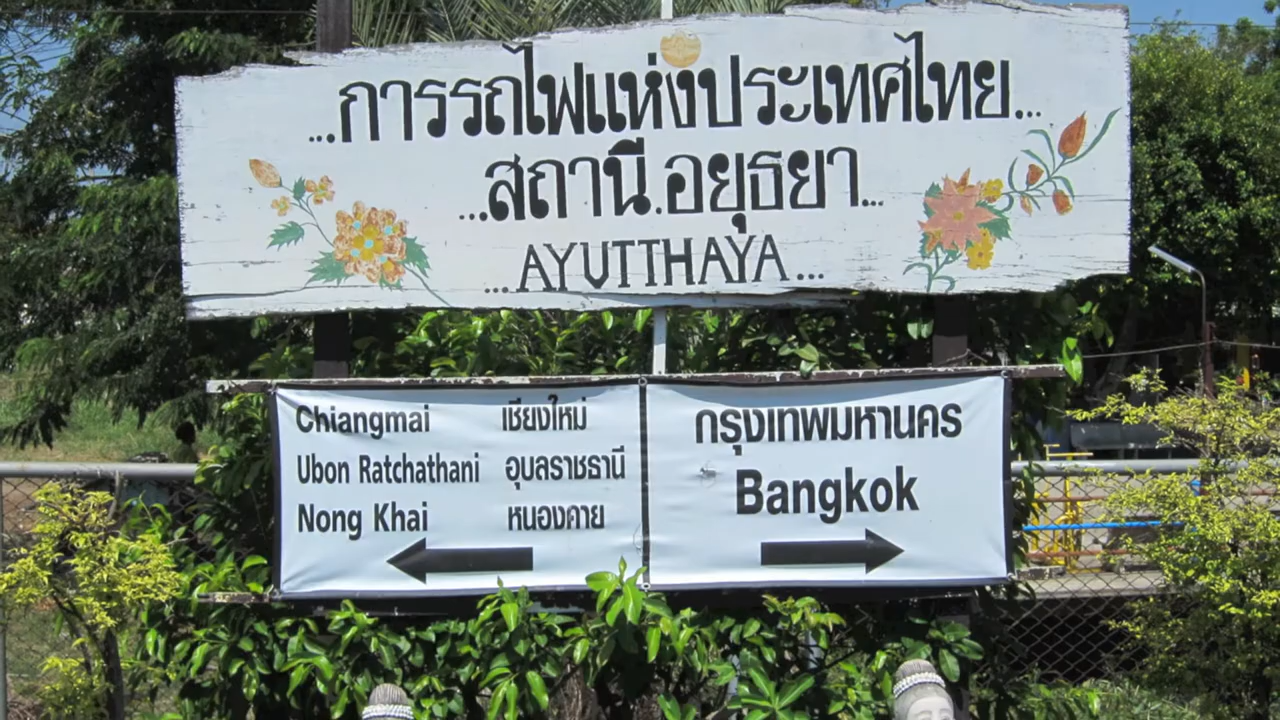 ...การรถไฟแห่งประเทศไทย...
...สถานี.อยุธยา...
...AYUTTHAYA...
Chiangmai เชียงใหม่
Ubon Ratchathani อุบลราชธานี
Nong Khai หนองคาย
กรุงเทพมหานคร
Bangkok